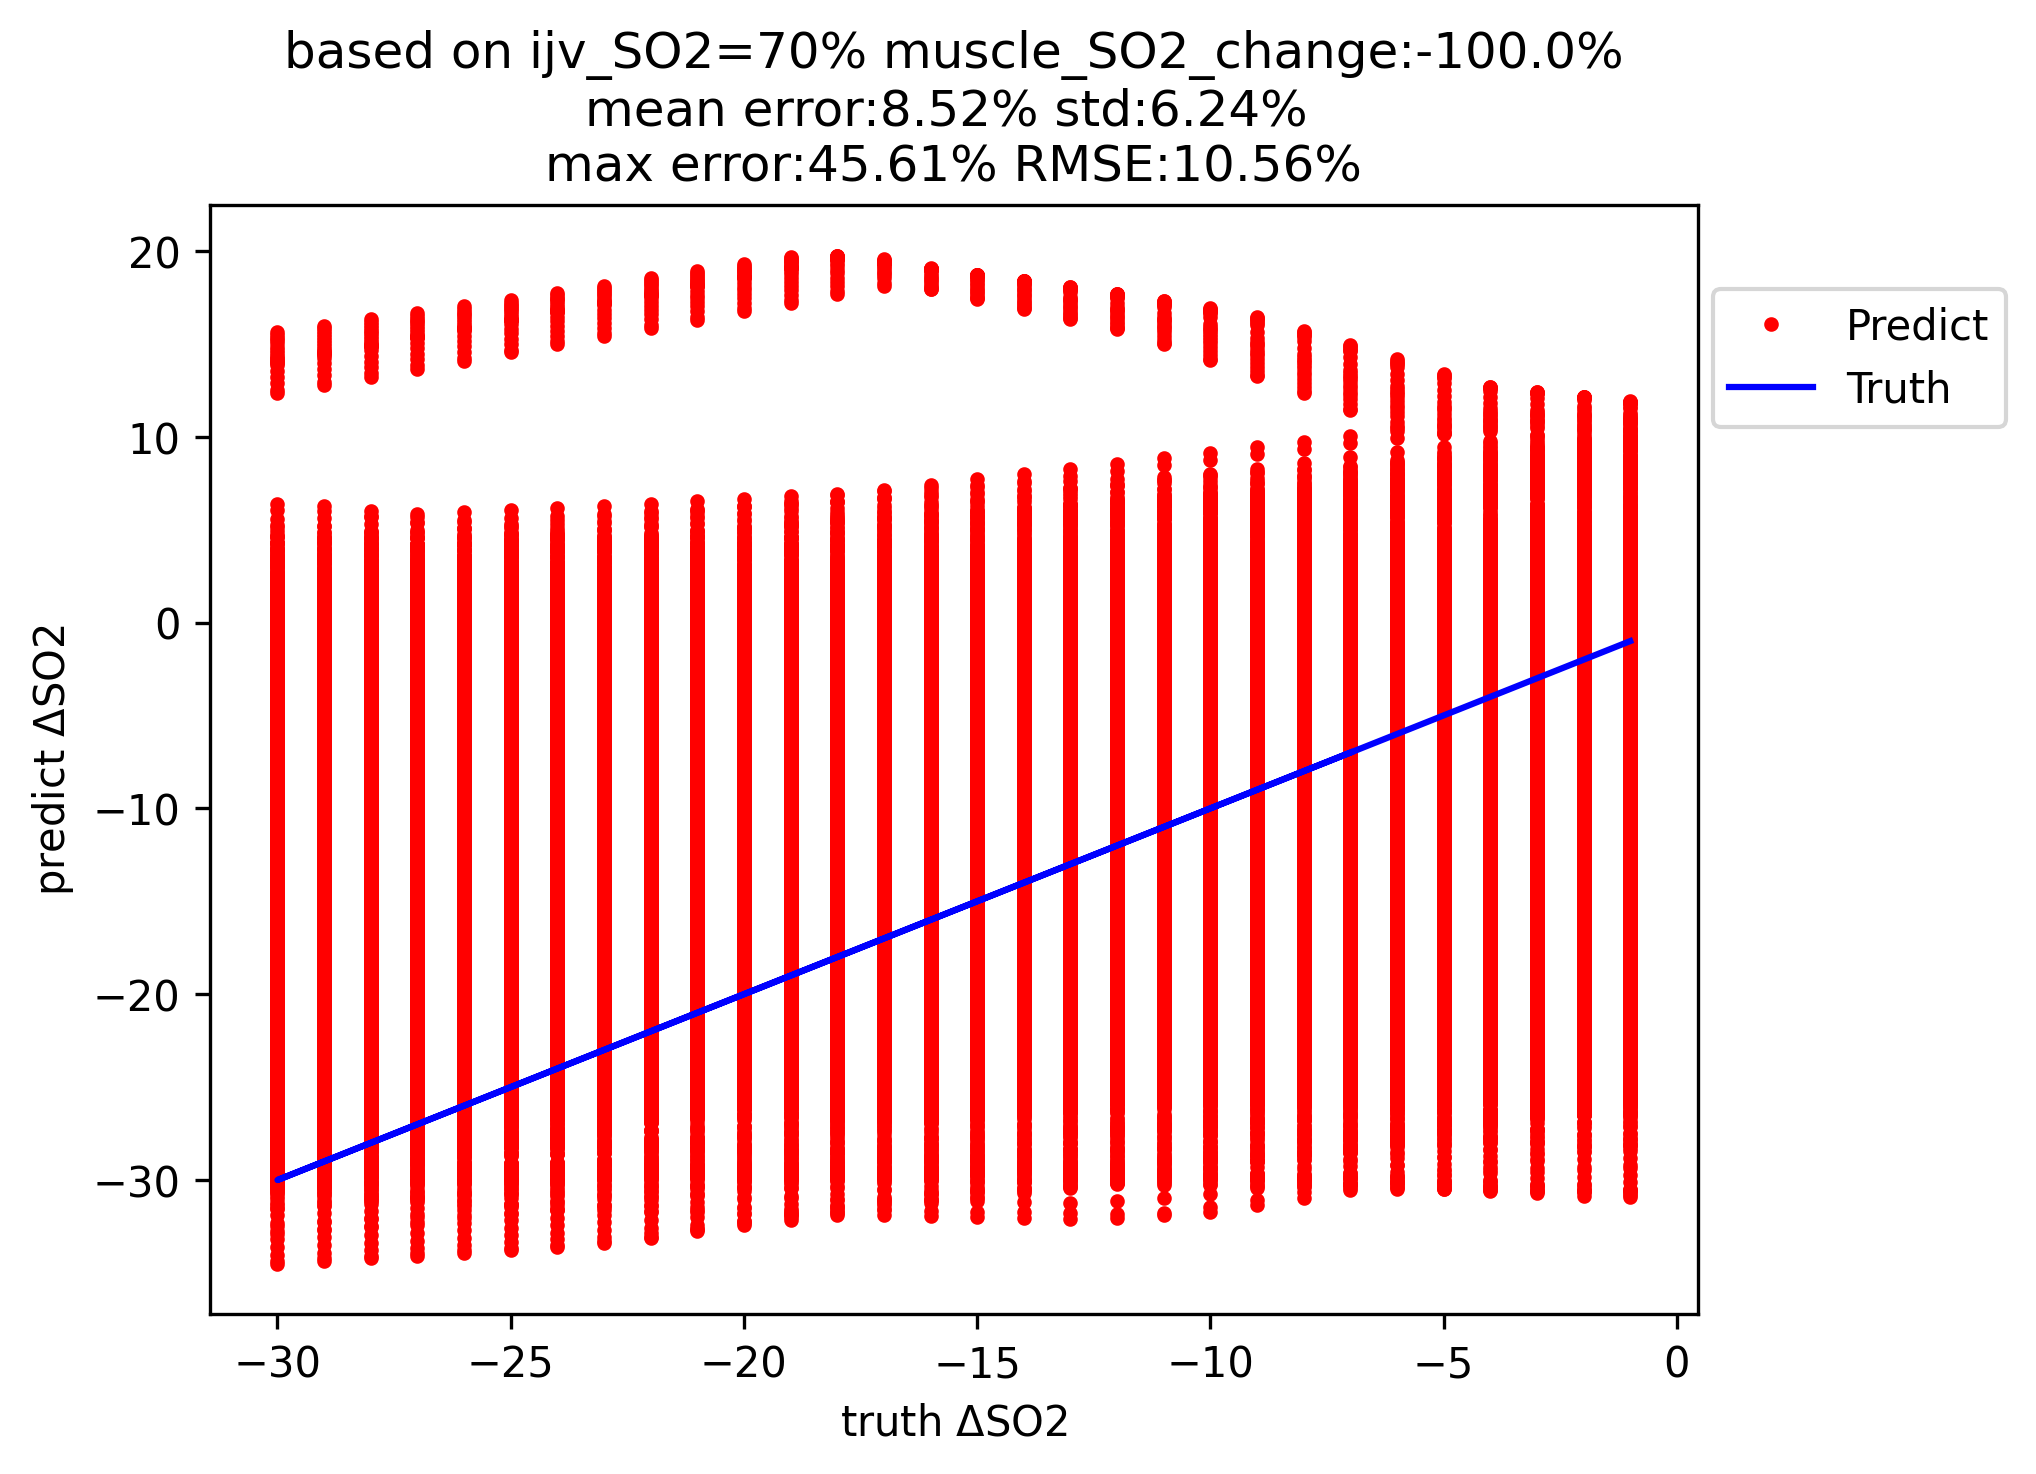 based on ijv_SO2=70% muscle_SO2_change:-100.0%
mean error:8.52% std:6.24%
max error:45.61% RMSE:10.56%
20
10
0
−10
−20
−30
predict ΔSO2
−30 −25 −20 −15 −10 −5 0
truth ΔSO2
Predict
Truth